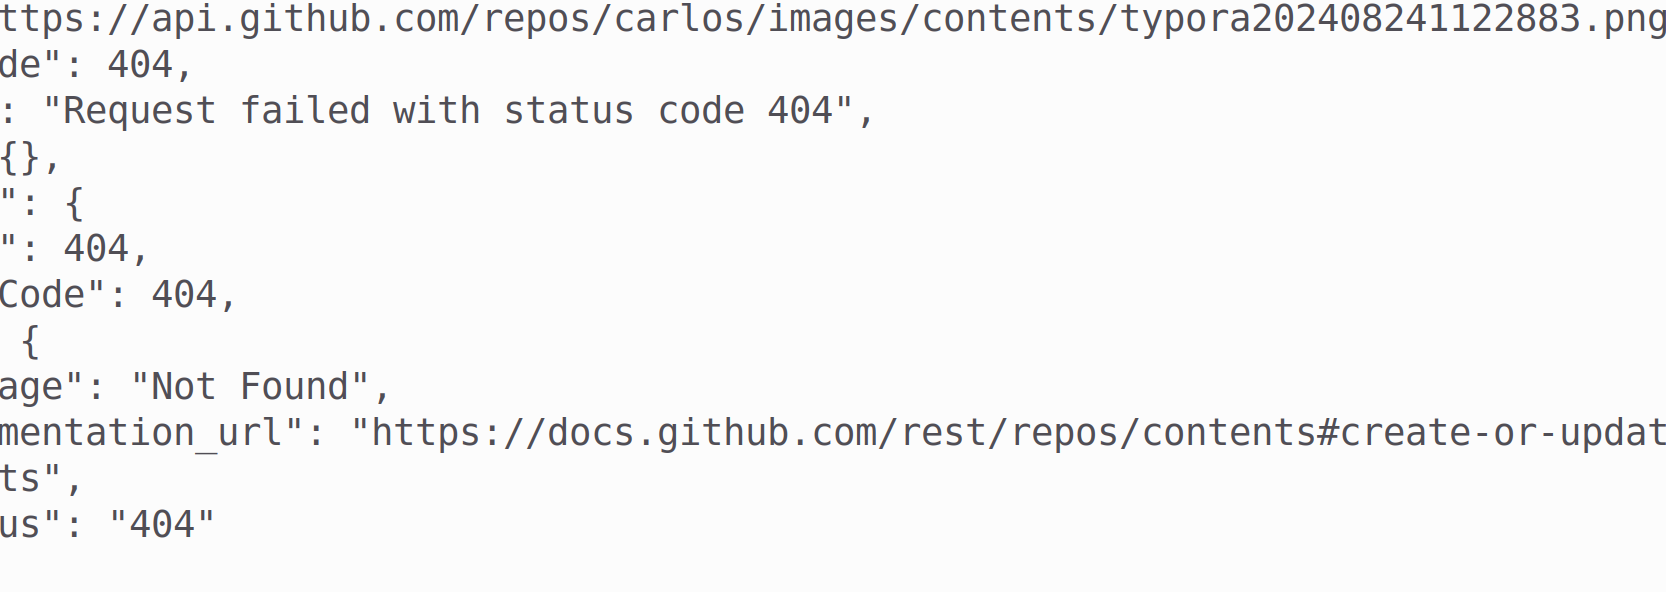 ttps://api.github.com/repos/carlos/images/contents/typora202408241122883.png
de": 404,
: "Request failed with status code 404",
{},
": {
": 404,
Code": 404,
{
age": "Not Found",
mentation_url": "https://docs.github.com/rest/repos/contents#create-or-updat
ts",
us": "404"